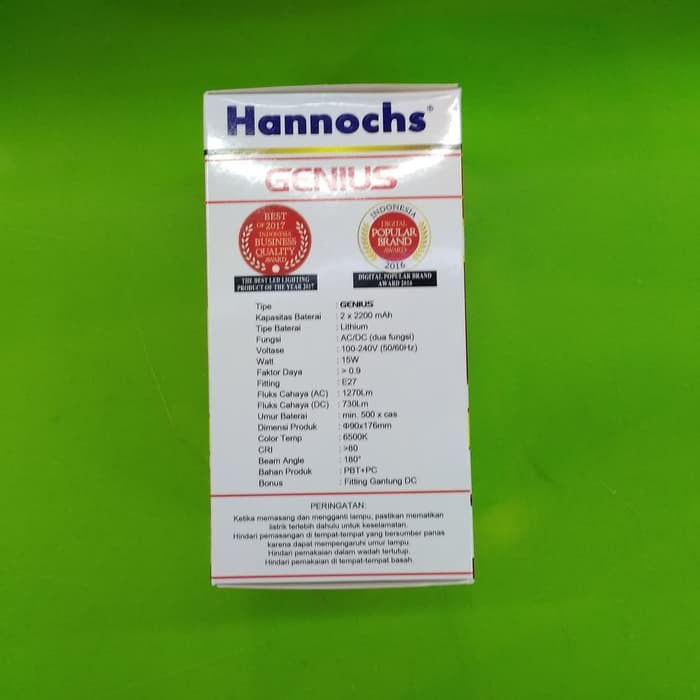 Hannochs®
GENIUS
BEST
OF 2017
INDONESIA
BUSINESS
QUALITY
AWARD
THE BEST LED LIGHTING
PRODUCT OF THE YEAR 2017
INDONESIA
DIGITAL
POPULAR
BRAND
AWARD
2016
DIGITAL POPULAR BRAND
AWARD 2016
Tipe : GENIUS
Kapasitas Baterai : 2 x 2200 mAh
Tipe Baterai : Lithium
Fungsi : AC/DC (dua fungsi)
Voltase : 100-240V (50/60Hz)
Watt : 15W
Faktor Daya : > 0.9
Fitting : E27
Fluks Cahaya (AC) : 1270Lm
Fluks Cahaya (DC) : 730Lm
Umur Baterai : min. 500 x cas
Dimensi Produk : Φ90x176mm
Color Temp : 6500K
CRI : >80
Beam Angle : 180°
Bahan Produk : PBT+PC
Bonus : Fitting Gantung DC
PERINGATAN:
Ketika memasang dan mengganti lampu, pastikan mematikan
listrik terlebih dahulu untuk keselamatan.
Hindari pemasangan di tempat-tempat yang bersumber panas
karena dapat mempengaruhi umur lampu.
Hindari pemakaian dalam wadah tertutup.
Hindari pemakaian di tempat-tempat basah.